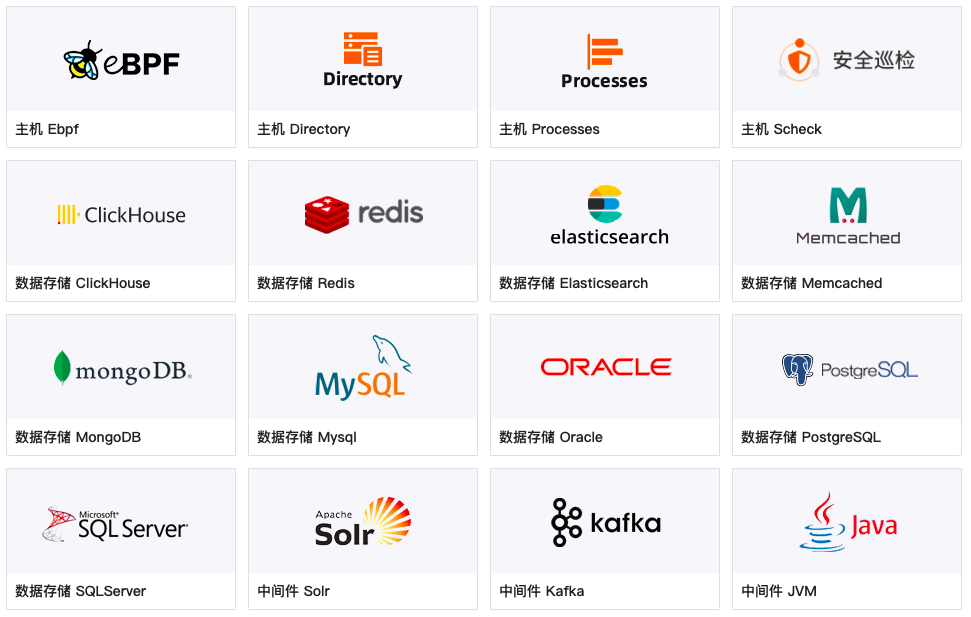 eBPF
主机 Ebpf
Directory
主机 Directory
Processes
主机 Processes
安全巡检
主机 Scheck
ClickHouse
数据存储 ClickHouse
redis
数据存储 Redis
elasticsearch
数据存储 Elasticsearch
Memcached
数据存储 Memcached
mongoDB®
数据存储 MongoDB
MySQL
数据存储 Mysql
ORACLE
数据存储 Oracle
PostgreSQL
数据存储 PostgreSQL
Microsoft®
SQL Server®
数据存储 SQLServer
Apache
Solr
中间件 Solr
kafka
中间件 Kafka
Java
中间件 JVM